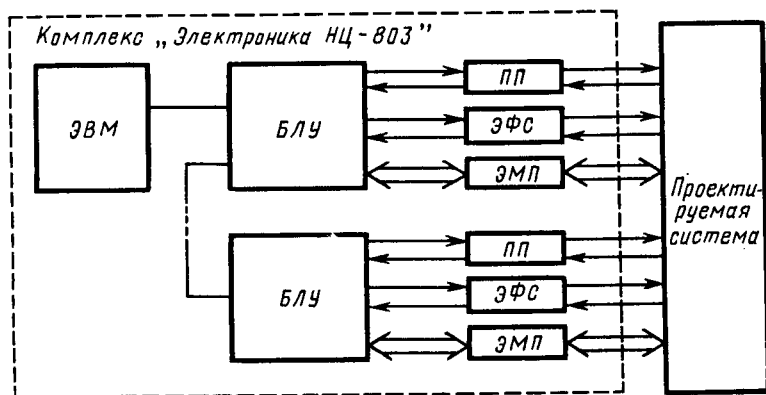 Комплекс „Электроника НЦ-803”
ЭВМ
БЛУ
ПП
ЭФС
ЭМП
БЛУ
ПП
ЭФС
ЭМП
Проекти-
руемая
система